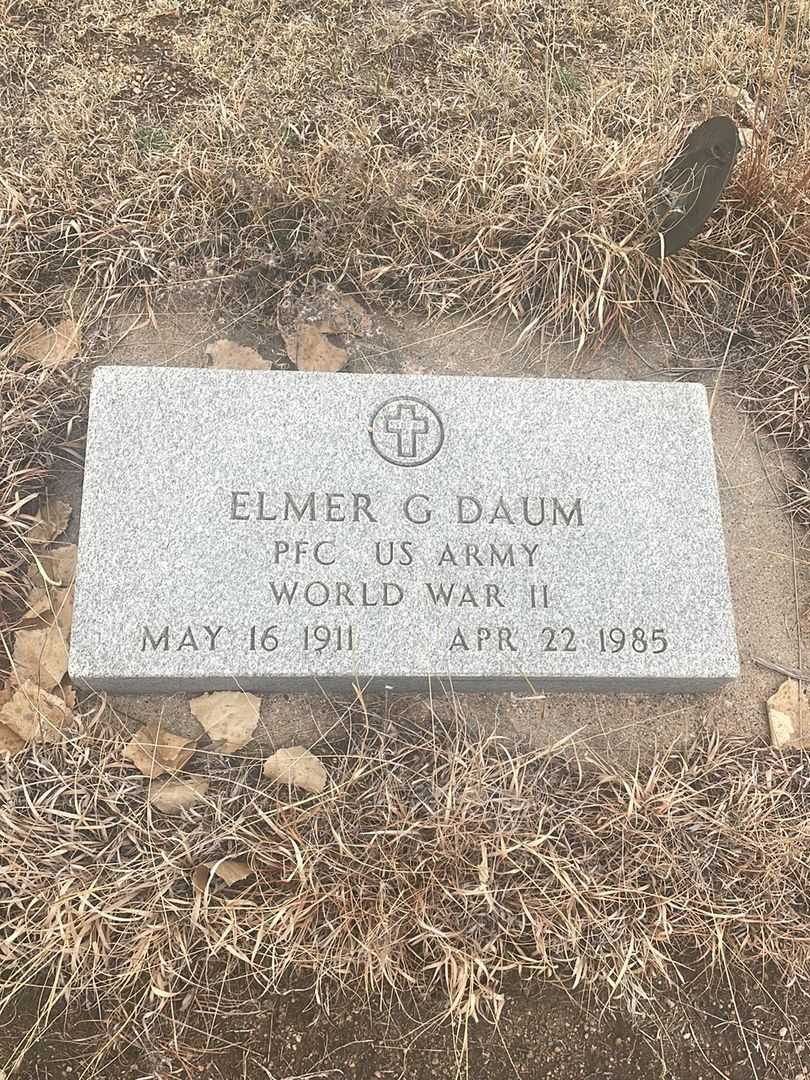 ELMER G DAUM
PFC US ARMY
WORLD WAR II
MAY 16 1911 APR 22 1985